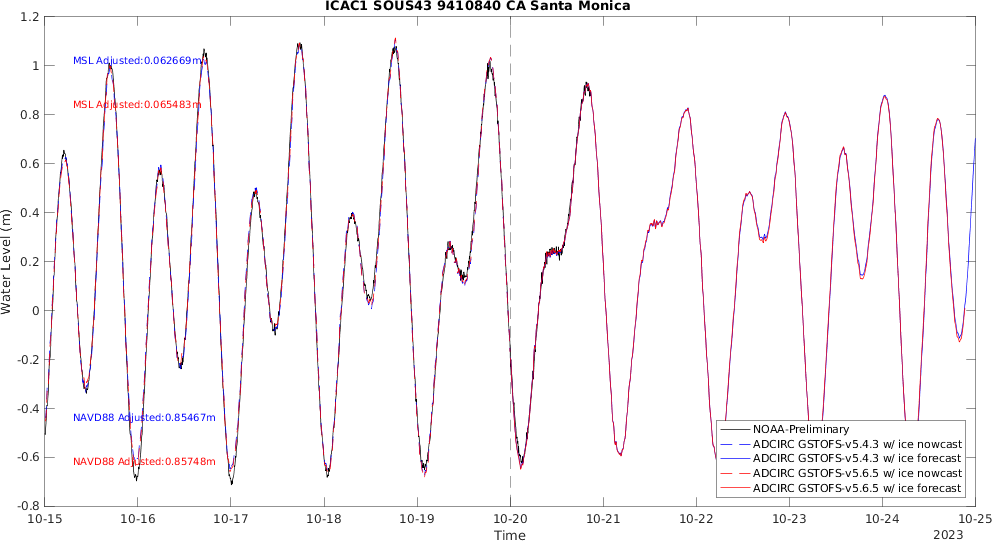 ICAC1 SOUS43 9410840 CA Santa Monica
1.2
1
0.8
0.6
0.4
0.2
0
-0.2
-0.4
-0.6
-0.8
Water Level (m)
MSL Adjusted:0.062669m
MSL Adjusted:0.065483m
NAVD88 Adjusted:0.85467m
NAVD88 Adjusted:0.85748m
NOAA-Preliminary
ADCIRC GSTOFS-v5.4.3 w/ ice nowcast
ADCIRC GSTOFS-v5.4.3 w/ ice forecast
ADCIRC GSTOFS-v5.6.5 w/ ice nowcast
ADCIRC GSTOFS-v5.6.5 w/ ice forecast
10-15 10-16 10-17 10-18 10-19 10-20 10-21 10-22 10-23 10-24 10-25
Time
2023